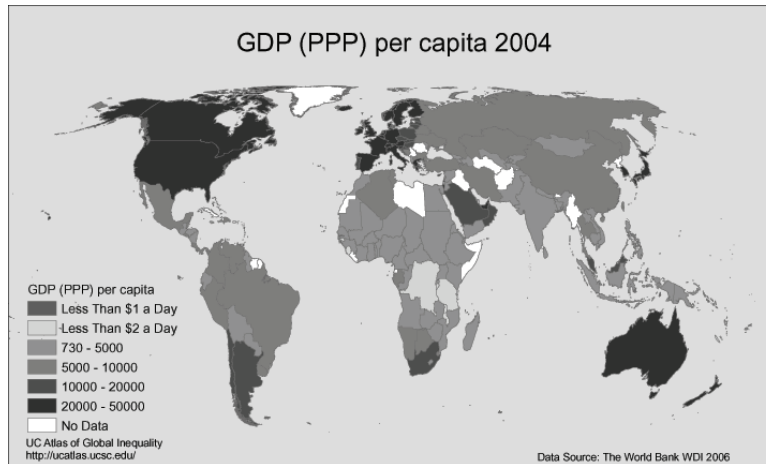 GDP (PPP) per capita 2004
GDP (PPP) per capita
Less Than $1 a Day
Less Than $2 a Day
730 - 5000
5000 - 10000
10000 - 20000
20000 - 50000
No Data
UC Atlas of Global Inequality
http://ucatlas.ucsc.edu/
Data Source: The World Bank WDI 2006